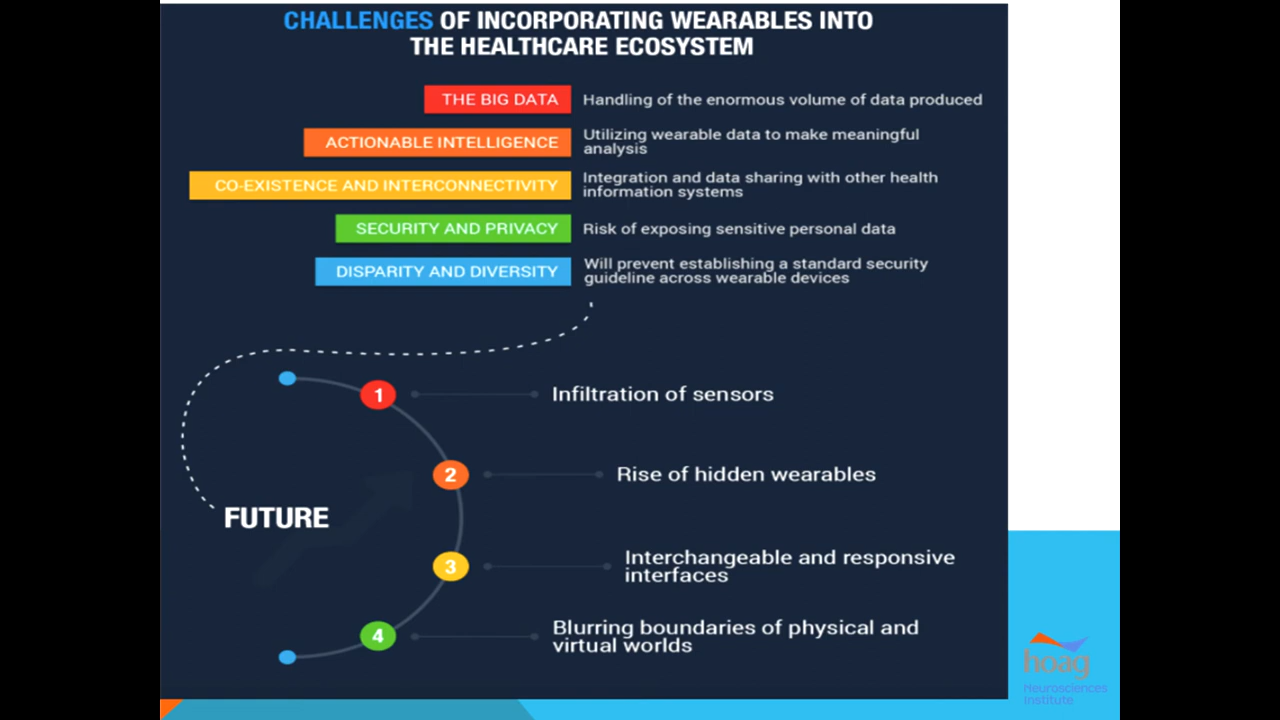 CHALLENGES OF INCORPORATING WEARABLES INTO
THE HEALTHCARE ECOSYSTEM
THE BIG DATA
Handling of the enormous volume of data produced
ACTIONABLE INTELLIGENCE
Utilizing wearable data to make meaningful
analysis
CO-EXISTENCE AND INTERCONNECTIVITY
Integration and data sharing with other health
information systems
SECURITY AND PRIVACY
Risk of exposing sensitive personal data
DISPARITY AND DIVERSITY
Will prevent establishing a standard security
guideline across wearable devices
1
Infiltration of sensors
2
Rise of hidden wearables
FUTURE
3
Interchangeable and responsive
interfaces
4
Blurring boundaries of physical and
virtual worlds
hoag
Neurosciences
Institute